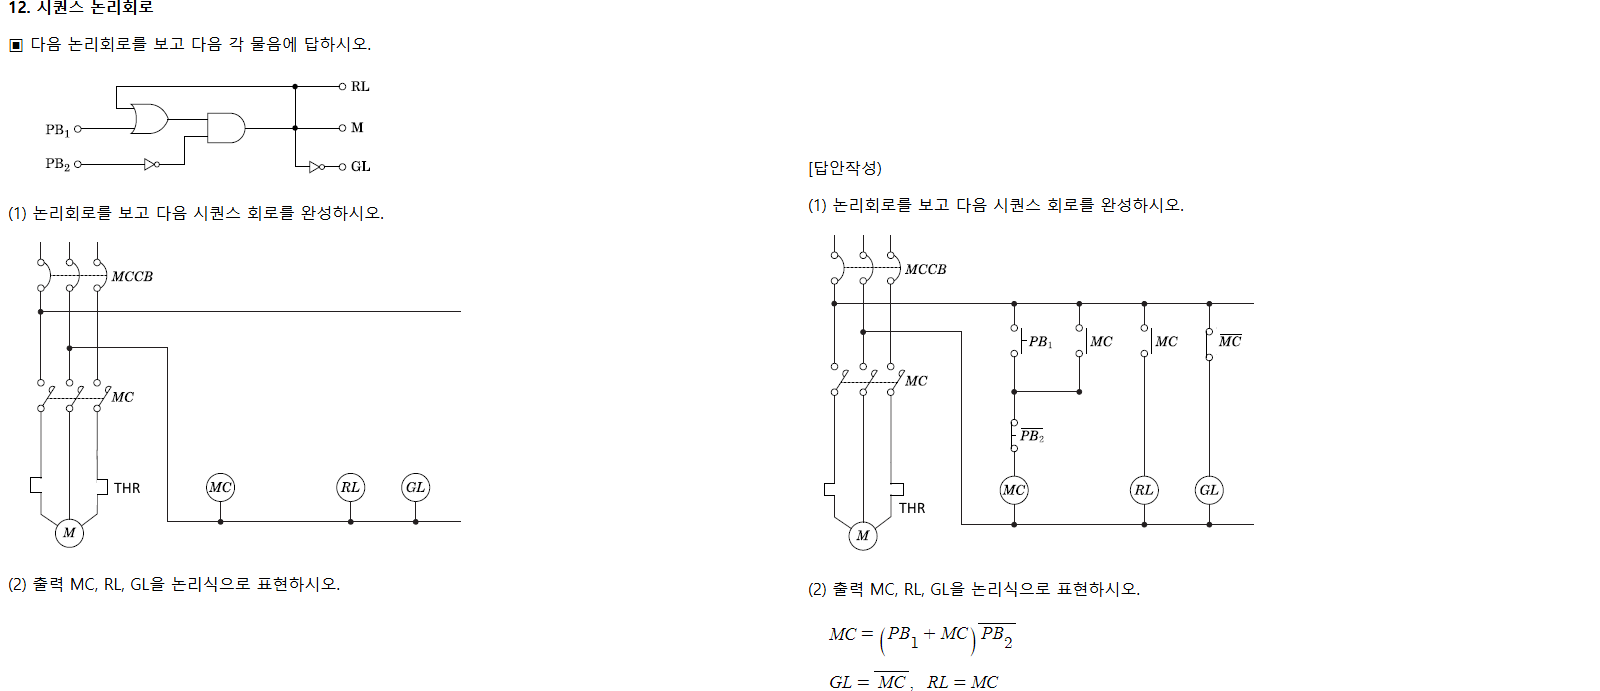 12. 시퀀스 논리회로
▣ 다음 논리회로를 보고 다음 각 물음에 답하시오.
RL
PB₁
M
PB₂
GL
(1) 논리회로를 보고 다음 시퀀스 회로를 완성하시오.
MCCB
MC
THR
MC
RL
GL
M
(2) 출력 MC, RL, GL을 논리식으로 표현하시오.
[답안작성)
(1) 논리회로를 보고 다음 시퀀스 회로를 완성하시오.
MCCB
PB₁
MC
MC
$\overline{MC}$
MC
$\overline{PB_2}$
MC
RL
GL
THR
M
(2) 출력 MC, RL, GL을 논리식으로 표현하시오.
$MC = (PB_1 + MC)\overline{PB_2}$
$GL = \overline{MC}, RL = MC$